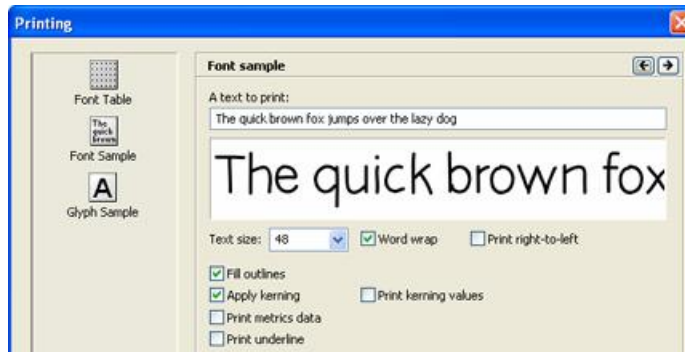 Printing
Font Table
The
quick
brown
Font Sample
A
Glyph Sample
Font sample
A text to print:
The quick brown fox jumps over the lazy dog
The quick brown fox
Text size: 48 Word wrap Print right-to-left
Fill outlines
Apply kerning Print kerning values
Print metrics data
Print underline